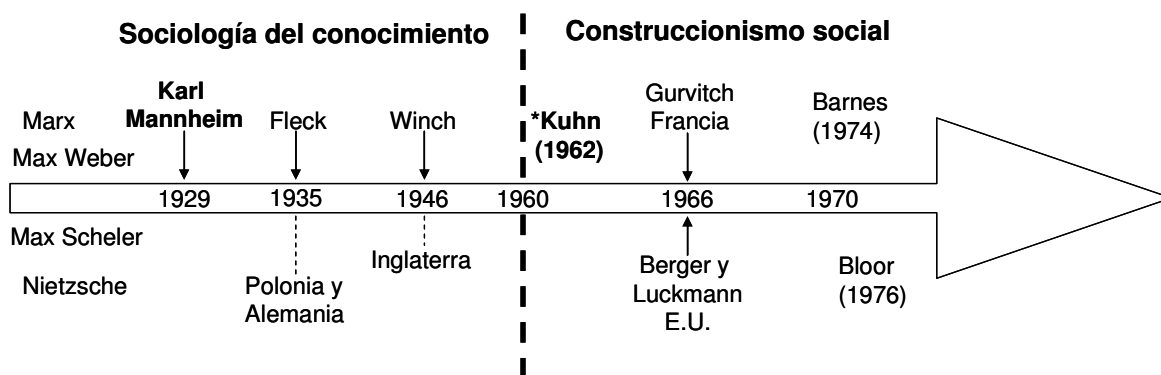 Sociología del conocimiento
Construccionismo social
Karl
Mannheim
Marx
Max Weber
Fleck
Winch
*Kuhn
(1962)
Gurvitch
Francia
Barnes
(1974)
1929
1935
1946
1960
1966
1970
Max Scheler
Nietzsche
Polonia y
Alemania
Inglaterra
Berger y
Luckmann
E.U.
Bloor
(1976)